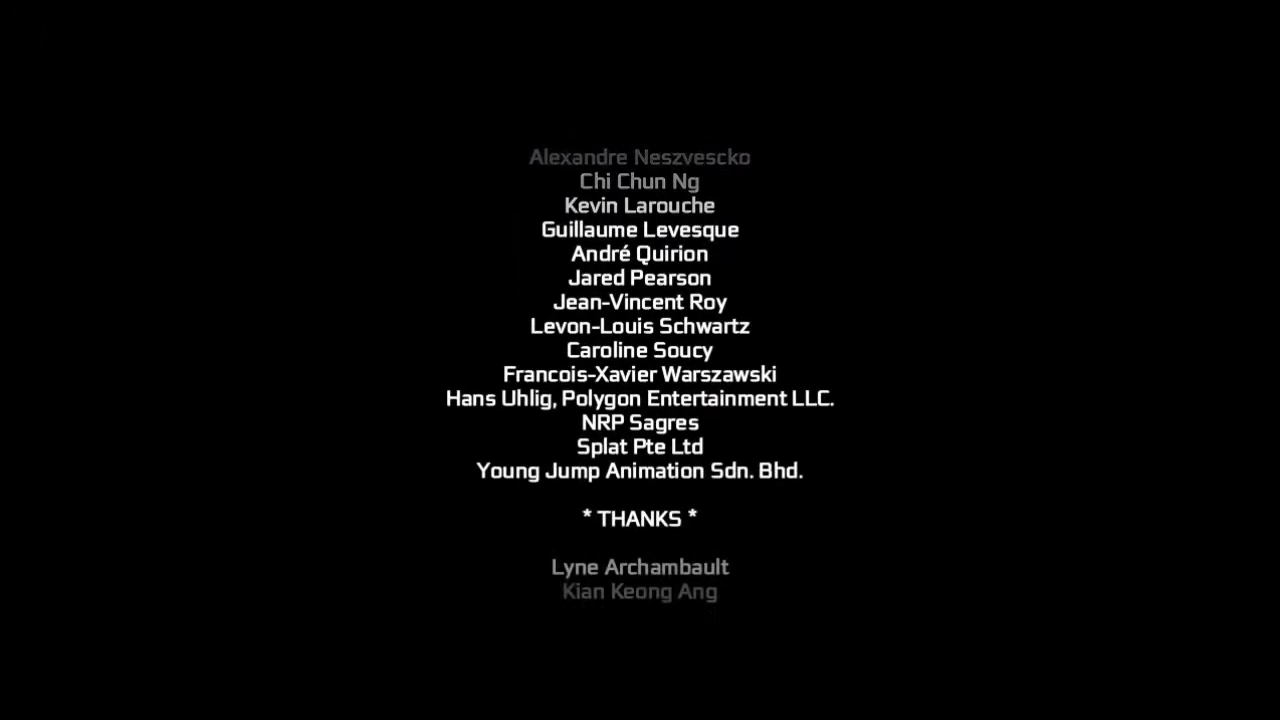 Alexandre Neszvescko
Chi Chun Ng
Kevin Larouche
Guillaume Levesque
André Quirion
Jared Pearson
Jean-Vincent Roy
Levon-Louis Schwartz
Caroline Soucy
Francois-Xavier Warszawski
Hans Uhlig, Polygon Entertainment LLC.
NRP Sagres
Splat Pte Ltd
Young Jump Animation Sdn. Bhd.
* THANKS *
Lyne Archambault
Kian Keong Ang